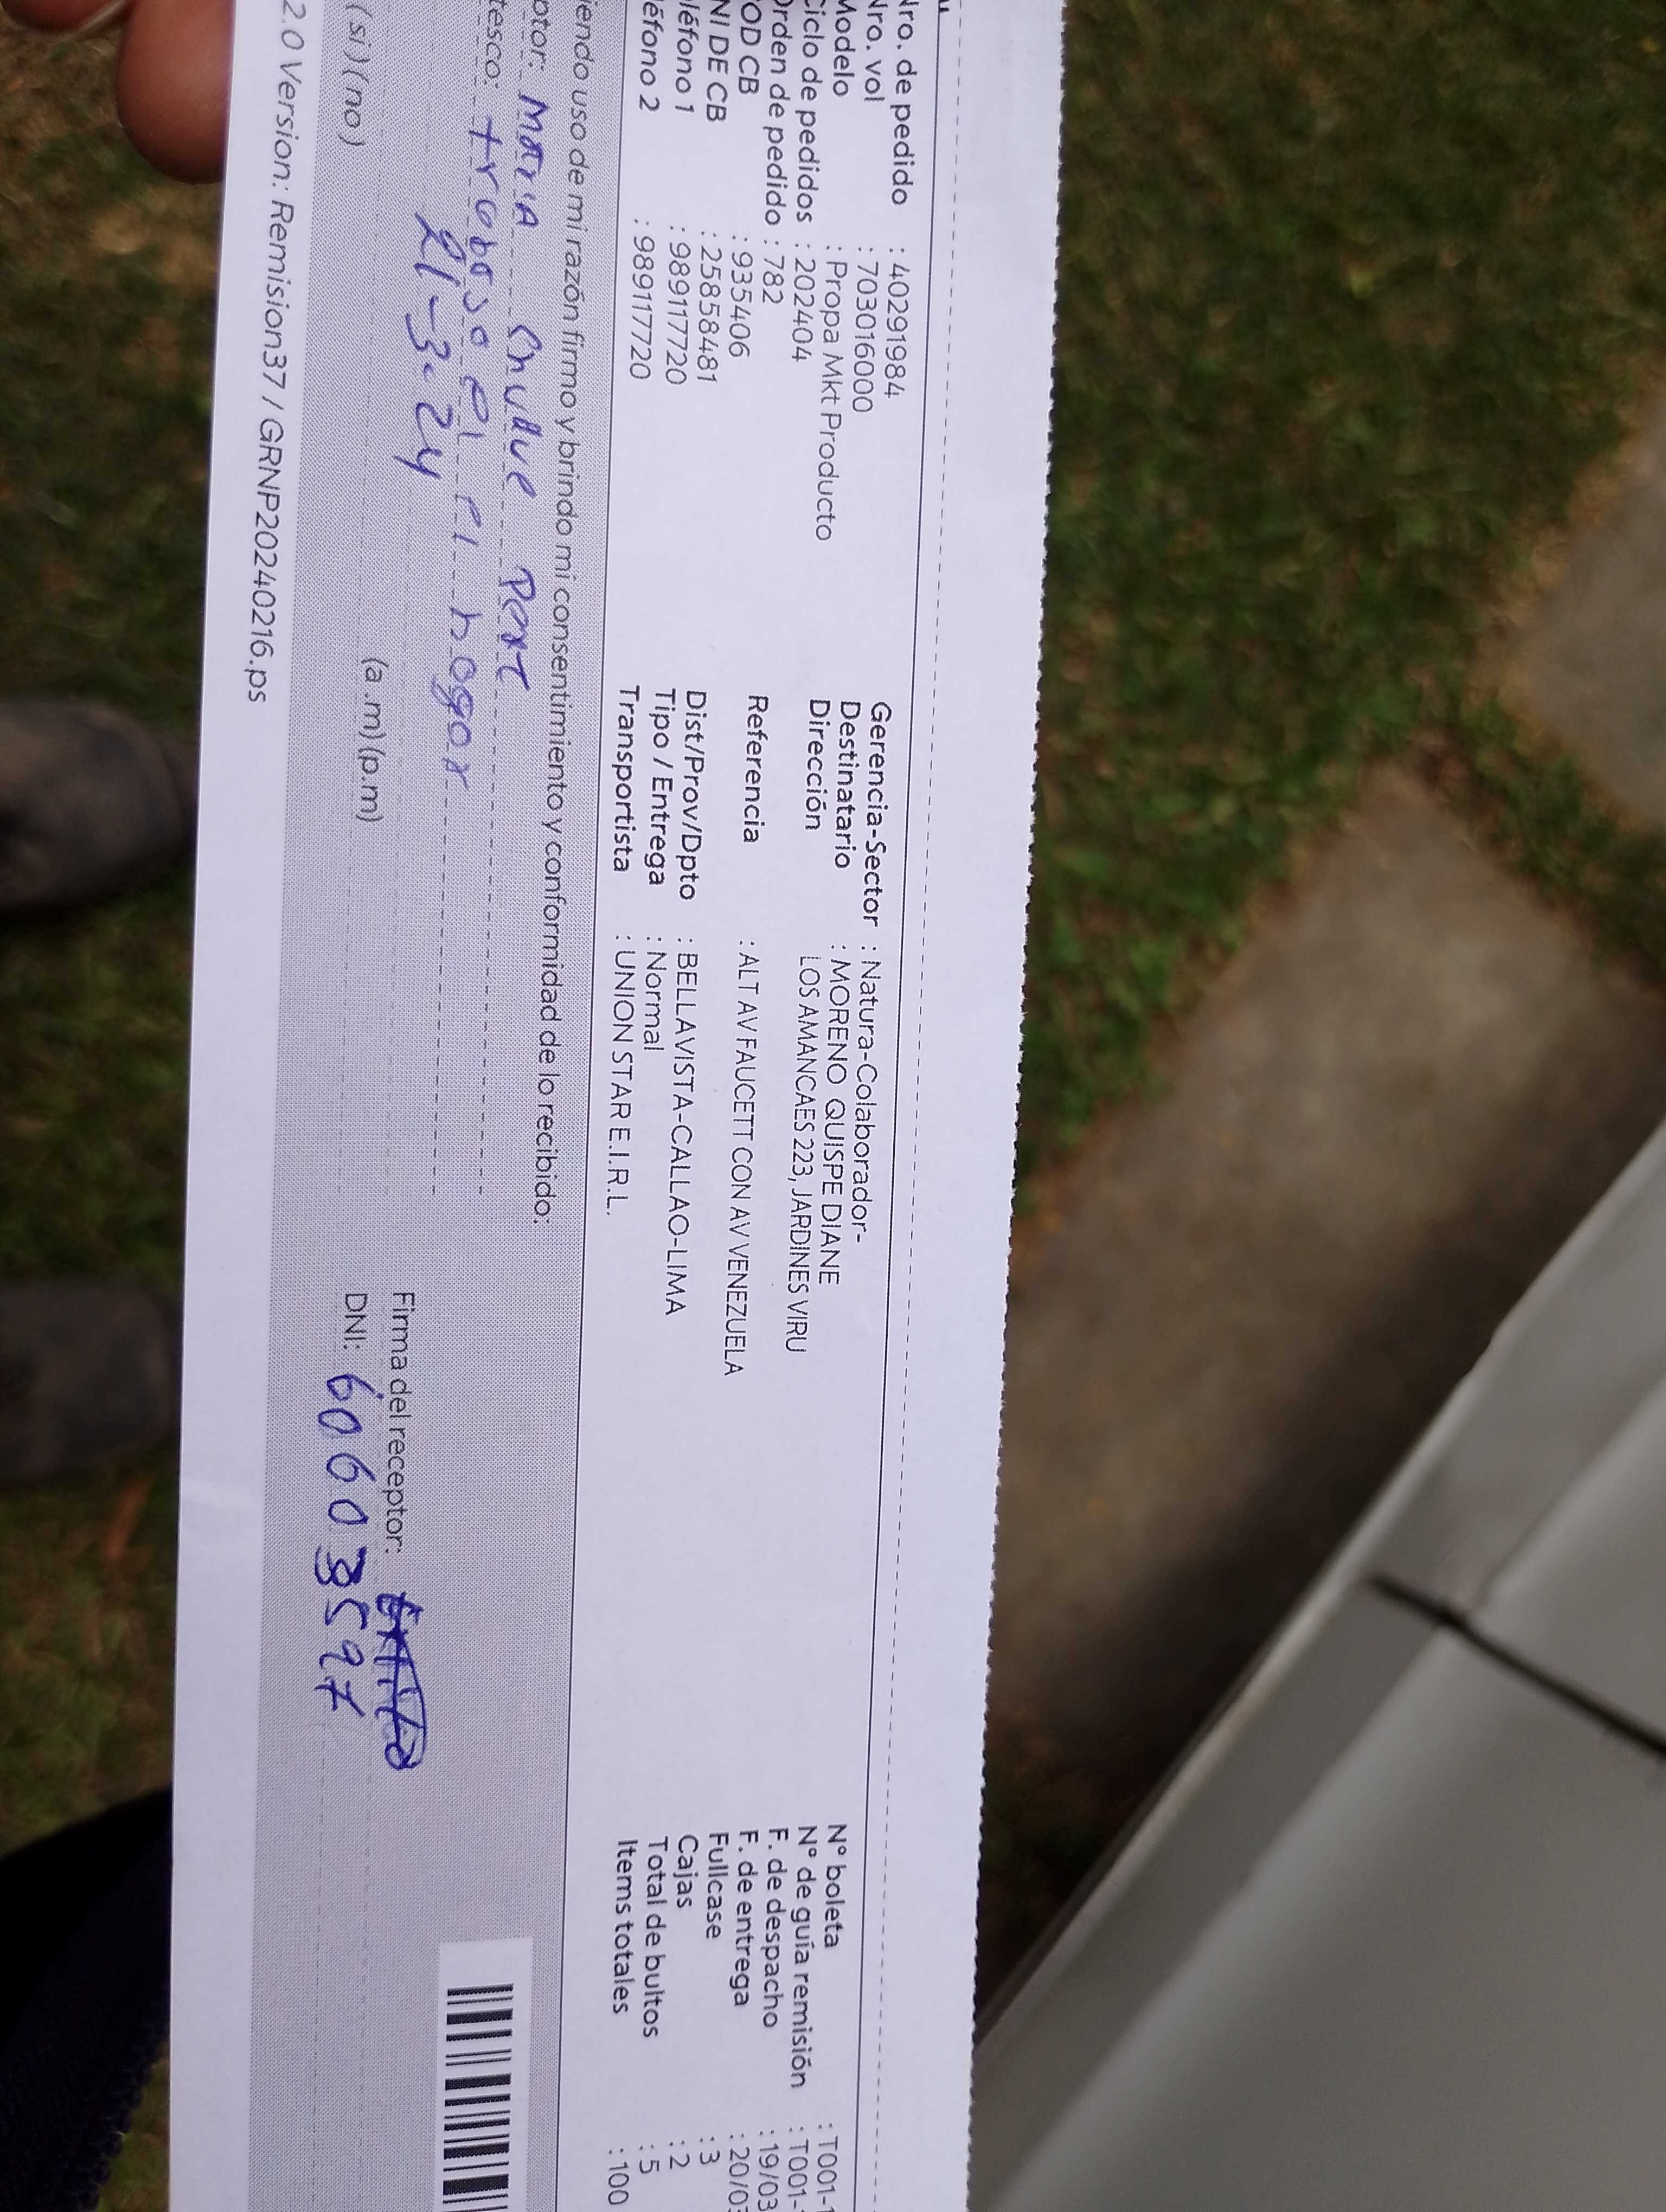 Nro. de pedido : 40291984
Nro. vol : 703016000
Modelo : Propa Mkt Producto
Ciclo de pedidos : 202404
Orden de pedido : 782
COD CB : 935406
NI DE CB : 25858481
léfono 1 : 989117720
éfono 2 : 989117720
Gerencia-Sector : Natura-Colaborador-
Destinatario : MORENO QUISPE DIANE
Dirección LOS AMANCAES 223, JARDINES VIRU
Referencia : ALT AV FAUCETT CON AV VENEZUELA
Dist/Prov/Dpto : BELLAVISTA-CALLAO-LIMA
Tipo / Entrega : Normal
Transportista : UNION STAR E.I.R.L.
N° boleta : T001-
N° de guía remisión : T001-
F. de despacho : 19/03
F. de entrega : 20/03
Fullcase : 3
Cajas : 2
Total de bultos : 5
Items totales : 100
iendo uso de mi razón firmo y brindo mi consentimiento y conformidad de lo recibido:
ptor: Maria
tesco:
21-3-24
(si) (no) (a.m) (p.m)
Firma del receptor:
DNI: 60603597
2.0 Version: Remision37 / GRNP20240216.ps